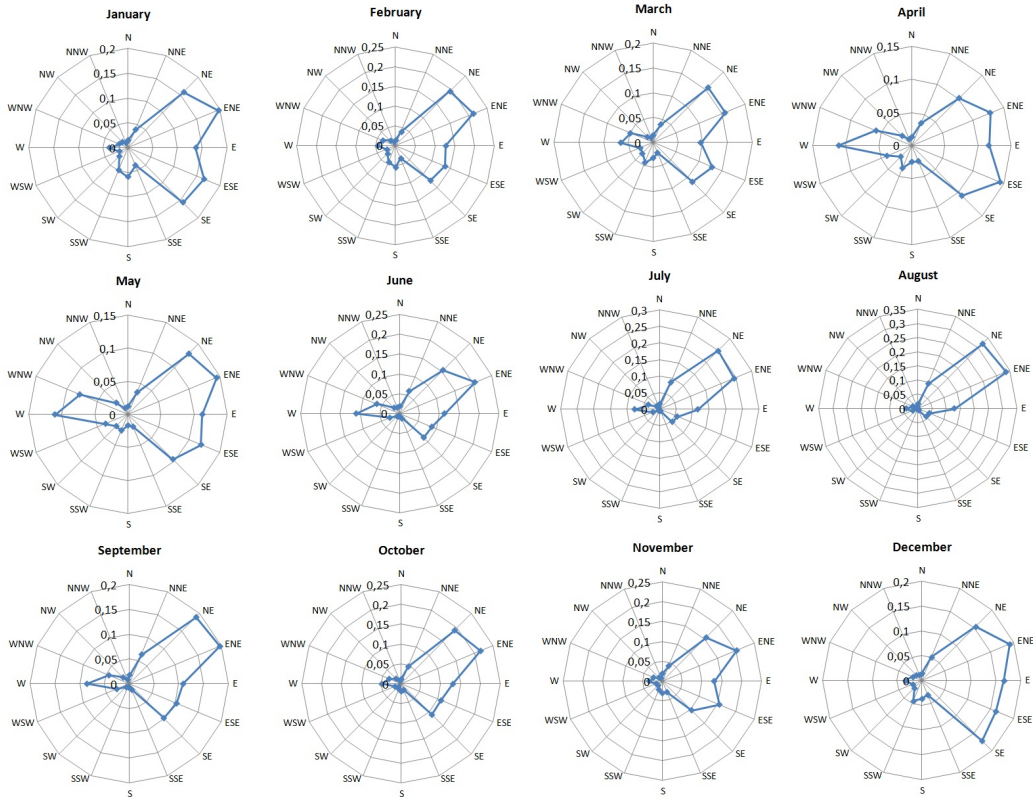 January
N
NNE
NE
ENE
E
ESE
SE
SSE
S
SSW
SW
WSW
W
WNW
NW
NNW
0,2
0,15
0,1
0,05
0
February
N
NNE
NE
ENE
E
ESE
SE
SSE
S
SSW
SW
WSW
W
WNW
NW
NNW
0,25
0,2
0,15
0,1
0,05
0
March
N
NNE
NE
ENE
E
ESE
SE
SSE
S
SSW
SW
WSW
W
WNW
NW
NNW
0,2
0,15
0,1
0,05
0
April
N
NNE
NE
ENE
E
ESE
SE
SSE
S
SSW
SW
WSW
W
WNW
NW
NNW
0,15
0,1
0,05
0
May
N
NNE
NE
ENE
E
ESE
SE
SSE
S
SSW
SW
WSW
W
WNW
NW
NNW
0,15
0,1
0,05
0
June
N
NNE
NE
ENE
E
ESE
SE
SSE
S
SSW
SW
WSW
W
WNW
NW
NNW
0,25
0,2
0,15
0,1
0,05
0
July
N
NNE
NE
ENE
E
ESE
SE
SSE
S
SSW
SW
WSW
W
WNW
NW
NNW
0,3
0,25
0,2
0,15
0,1
0,05
0
August
N
NNE
NE
ENE
E
ESE
SE
SSE
S
SSW
SW
WSW
W
WNW
NW
NNW
0,35
0,3
0,25
0,2
0,15
0,1
0,05
0
September
N
NNE
NE
ENE
E
ESE
SE
SSE
S
SSW
SW
WSW
W
WNW
NW
NNW
0,2
0,15
0,1
0,05
0
October
N
NNE
NE
ENE
E
ESE
SE
SSE
S
SSW
SW
WSW
W
WNW
NW
NNW
0,25
0,2
0,15
0,1
0,05
0
November
N
NNE
NE
ENE
E
ESE
SE
SSE
S
SSW
SW
WSW
W
WNW
NW
NNW
0,25
0,2
0,15
0,1
0,05
0
December
N
NNE
NE
ENE
E
ESE
SE
SSE
S
SSW
SW
WSW
W
WNW
NW
NNW
0,2
0,15
0,1
0,05
0